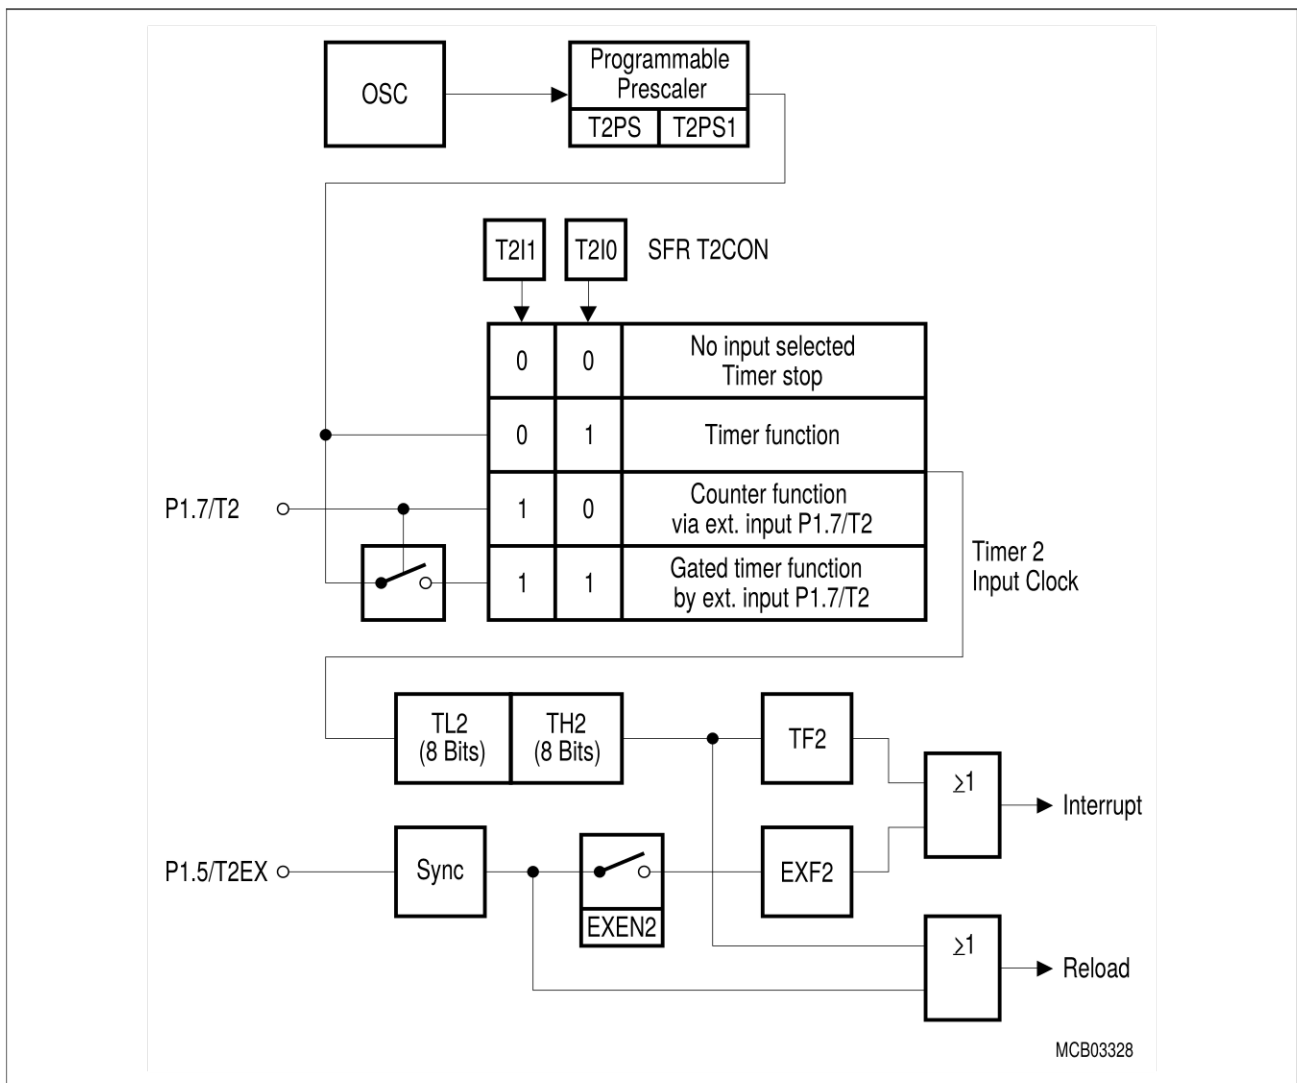 OSC
Programmable
Prescaler
T2PS T2PS1
T2I1 T2I0 SFR T2CON
0 0 No input selected
Timer stop
0 1 Timer function
P1.7/T2
1 0 Counter function
via ext. input P1.7/T2
1 1 Gated timer function
by ext. input P1.7/T2
Timer 2
Input Clock
TL2
(8 Bits)
TH2
(8 Bits)
TF2
≥1
Interrupt
P1.5/T2EX
Sync
EXEN2
EXF2
≥1
Reload
MCB03328